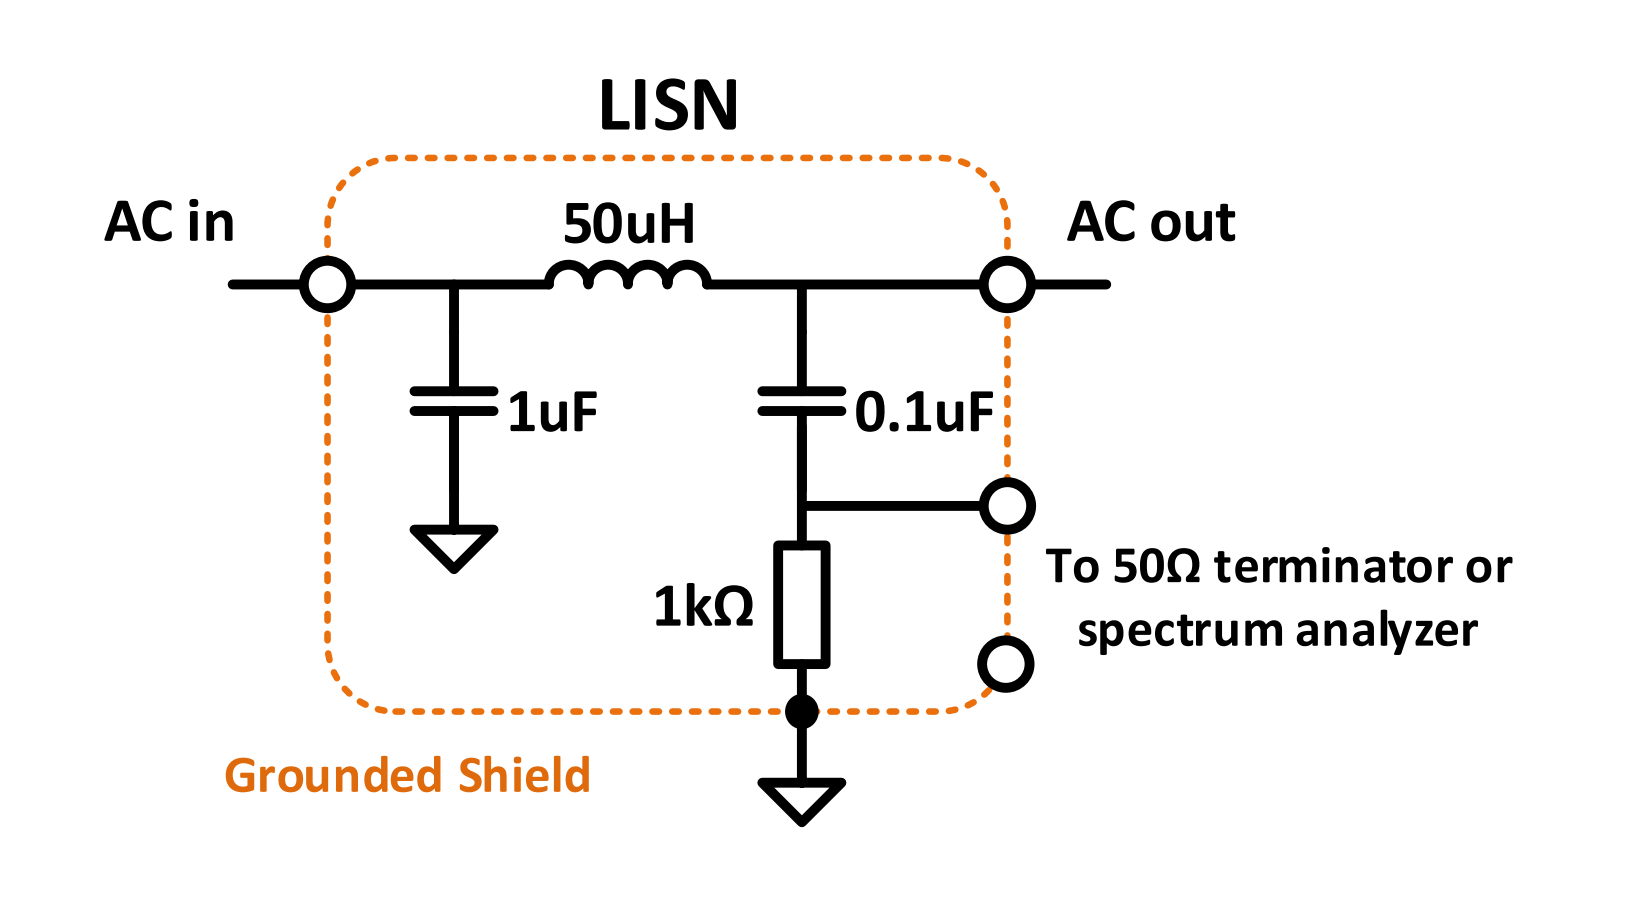 LISN
AC in
50uH
AC out
1uF
0.1uF
To 50Ω terminator or
spectrum analyzer
1kΩ
Grounded Shield